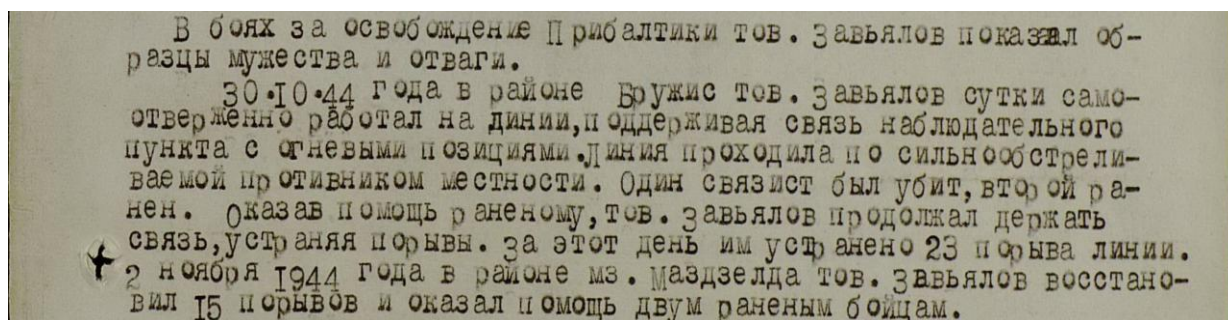 В боях за освобождение Прибалтики тов. Завьялов показал об-
разцы мужества и отваги.
30.10.44 года в районе Бружис тов. Завьялов сутки само-
отверженно работал на линии,поддерживая связь наблюдательного
пункта с огневыми позициями.Линия проходила по сильнообстрели-
ваемой противником местности. Один связист был убит,второй ра-
нен. Оказав помощь раненому,тов. Завьялов продолжал держать
связь,устраняя порывы. За этот день им устранено 23 порыва линии.
2 ноября 1944 года в районе мз. Маздзелда тов. Завьялов восстано-
вил 15 порывов и оказал помощь двум раненым бойцам.